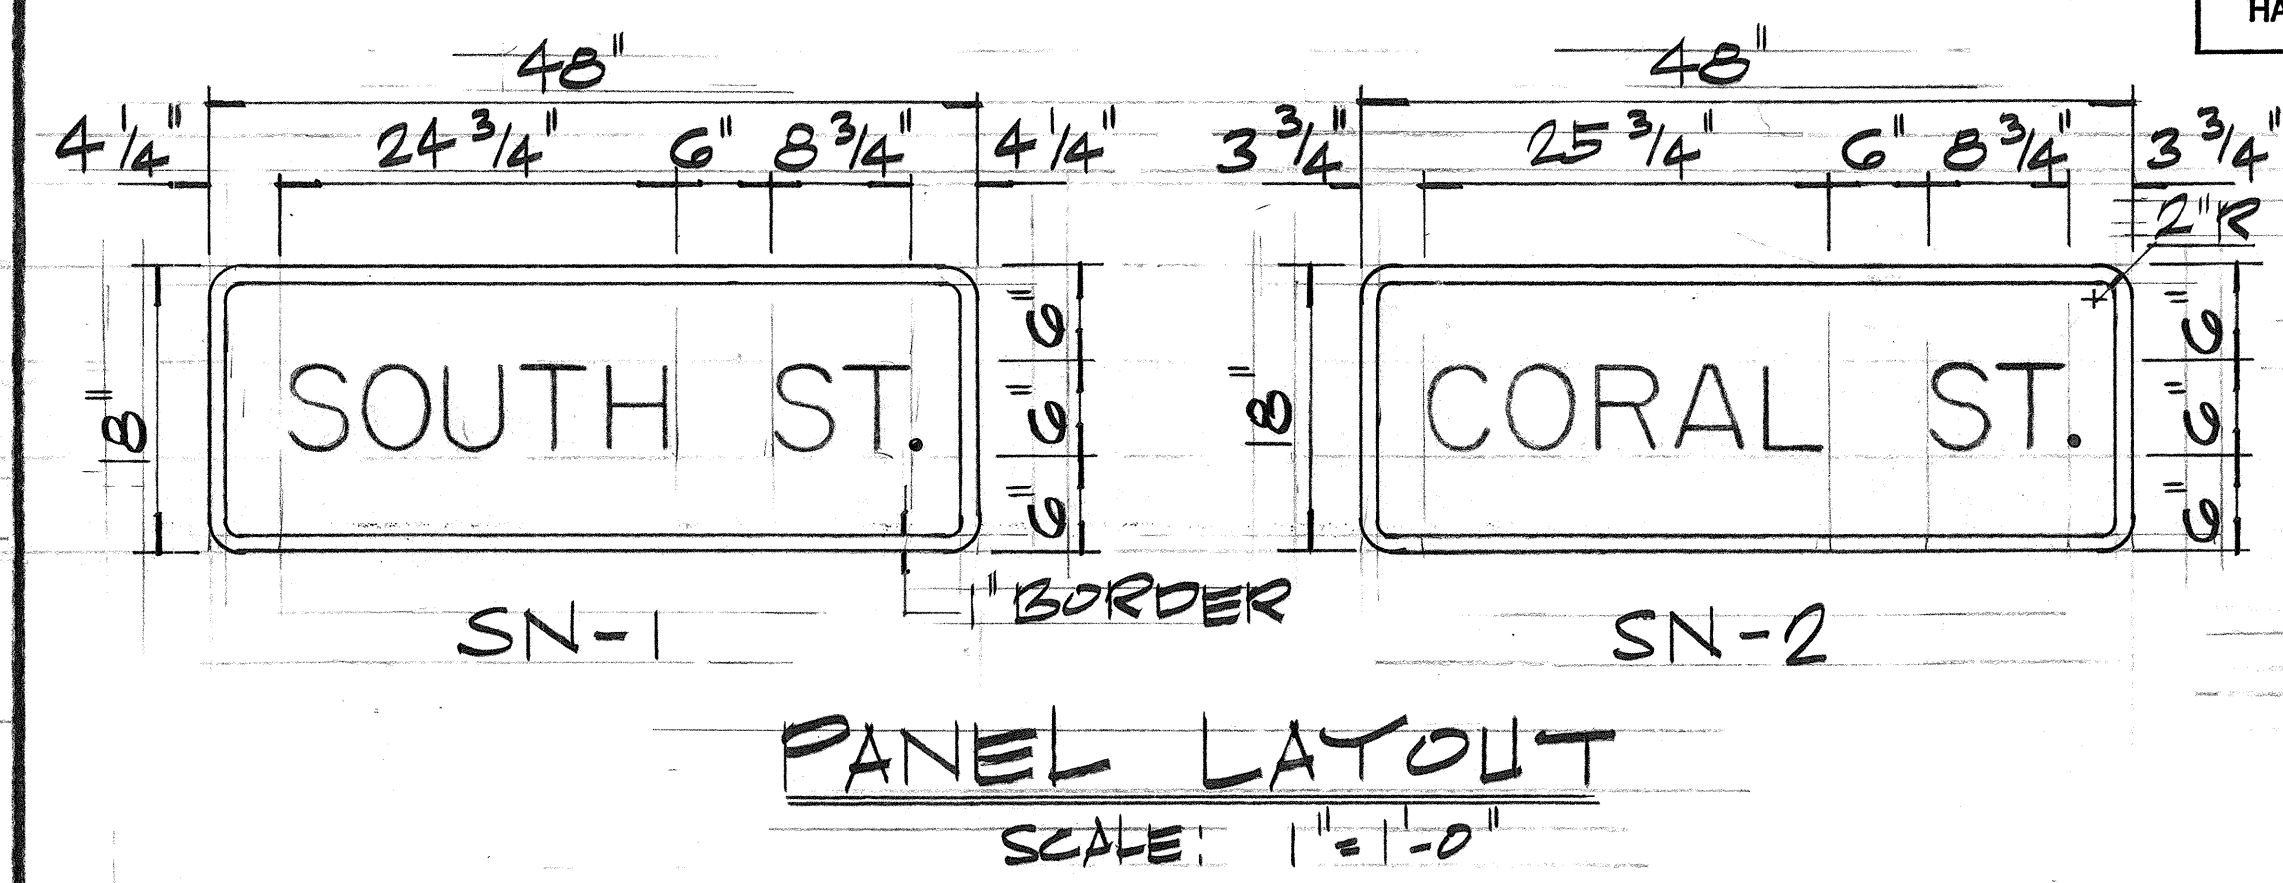 HA
48" 48"
4 1/4" 24 3/4" 6" 8 3/4" 4 1/4" 3 3/4" 25 3/4" 6" 8 3/4" 3 3/4"
2"R
18" SOUTH ST. 6" 6" 6" 18" CORAL ST. 6" 6" 6"
1" BORDER
SN-1 SN-2
PANEL LAYOUT
SCALE: 1"=1'-0"